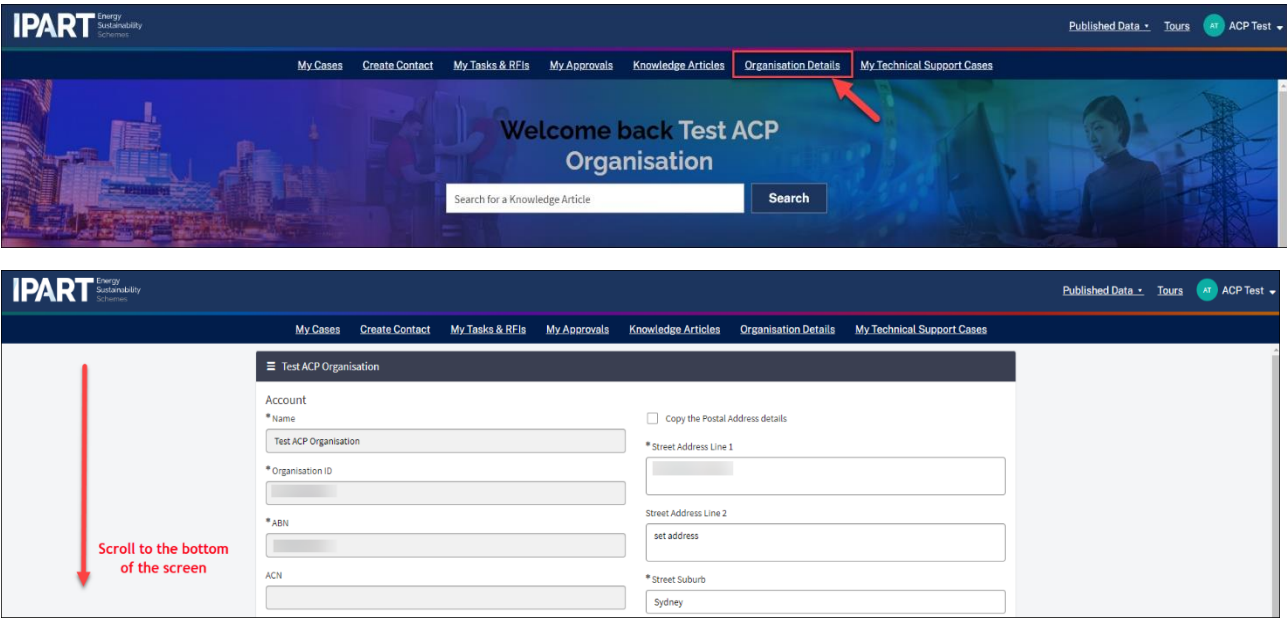 IPART Energy
Sustainability
Schemes
Published Data Tours AT ACP Test
My Cases Create Contact My Tasks & RFIs My Approvals Knowledge Articles Organisation Details My Technical Support Cases
Welcome back Test ACP
Organisation
Search for a Knowledge Article Search
IPART Energy
Sustainability
Schemes
Published Data Tours AT ACP Test
My Cases Create Contact My Tasks & RFIs My Approvals Knowledge Articles Organisation Details My Technical Support Cases
Test ACP Organisation
Account
*Name
Test ACP Organisation
*Organisation ID
*ABN
ACN
Copy the Postal Address details
*Street Address Line 1
Street Address Line 2
set address
*Street Suburb
Sydney
Scroll to the bottom
of the screen